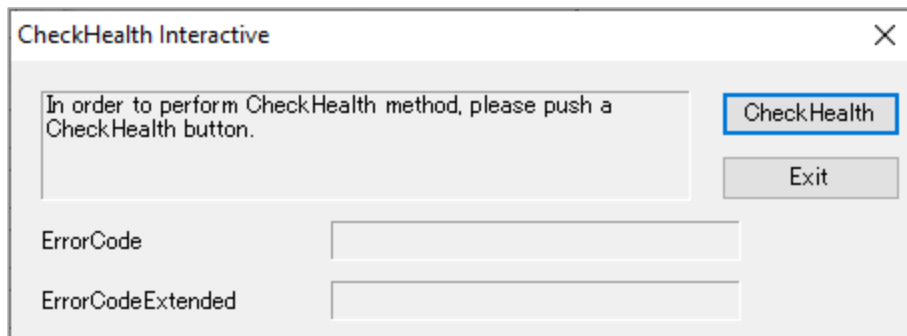 CheckHealth Interactive
In order to perform CheckHealth method, please push a
CheckHealth button.
CheckHealth
Exit
ErrorCode
ErrorCodeExtended